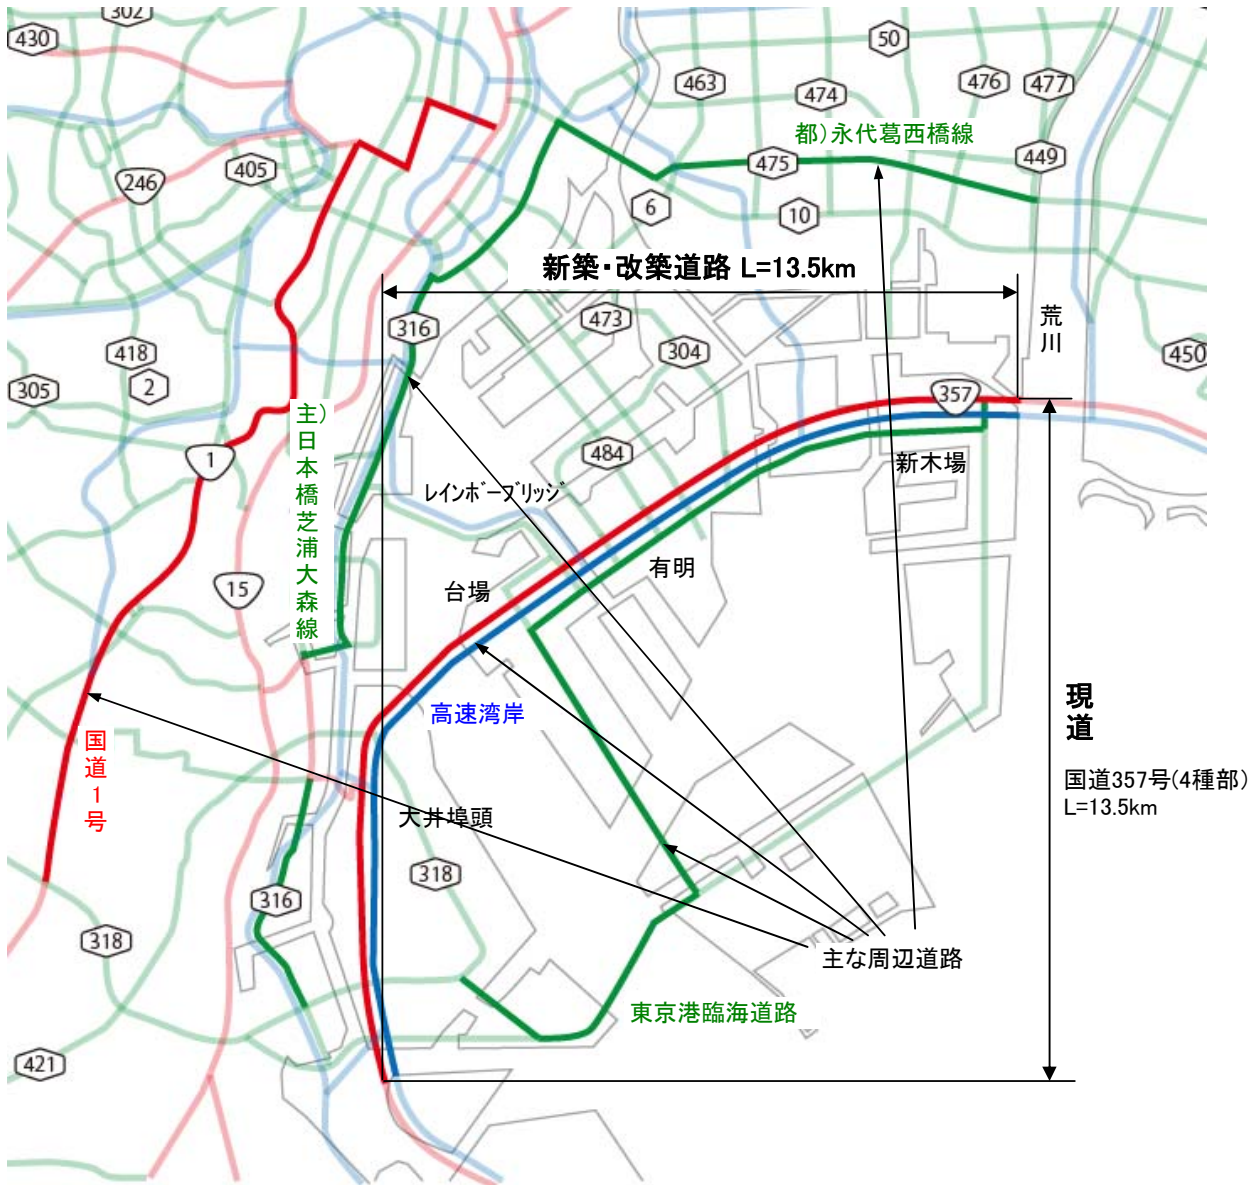 302
430
50
463
474
476
477
都)永代葛西橋線
475
449
405
246
6
10
新築・改築道路 L=13.5km
316
473
304
荒川
418
2
305
450
357
主)日本橋芝浦大森線
1
484
新木場
レインボーブリッジ
15
有明
台場
高速湾岸
現道
国道357号(4種部)
L=13.5km
国道1号
大井埠頭
318
316
318
主な周辺道路
東京港臨海道路
421